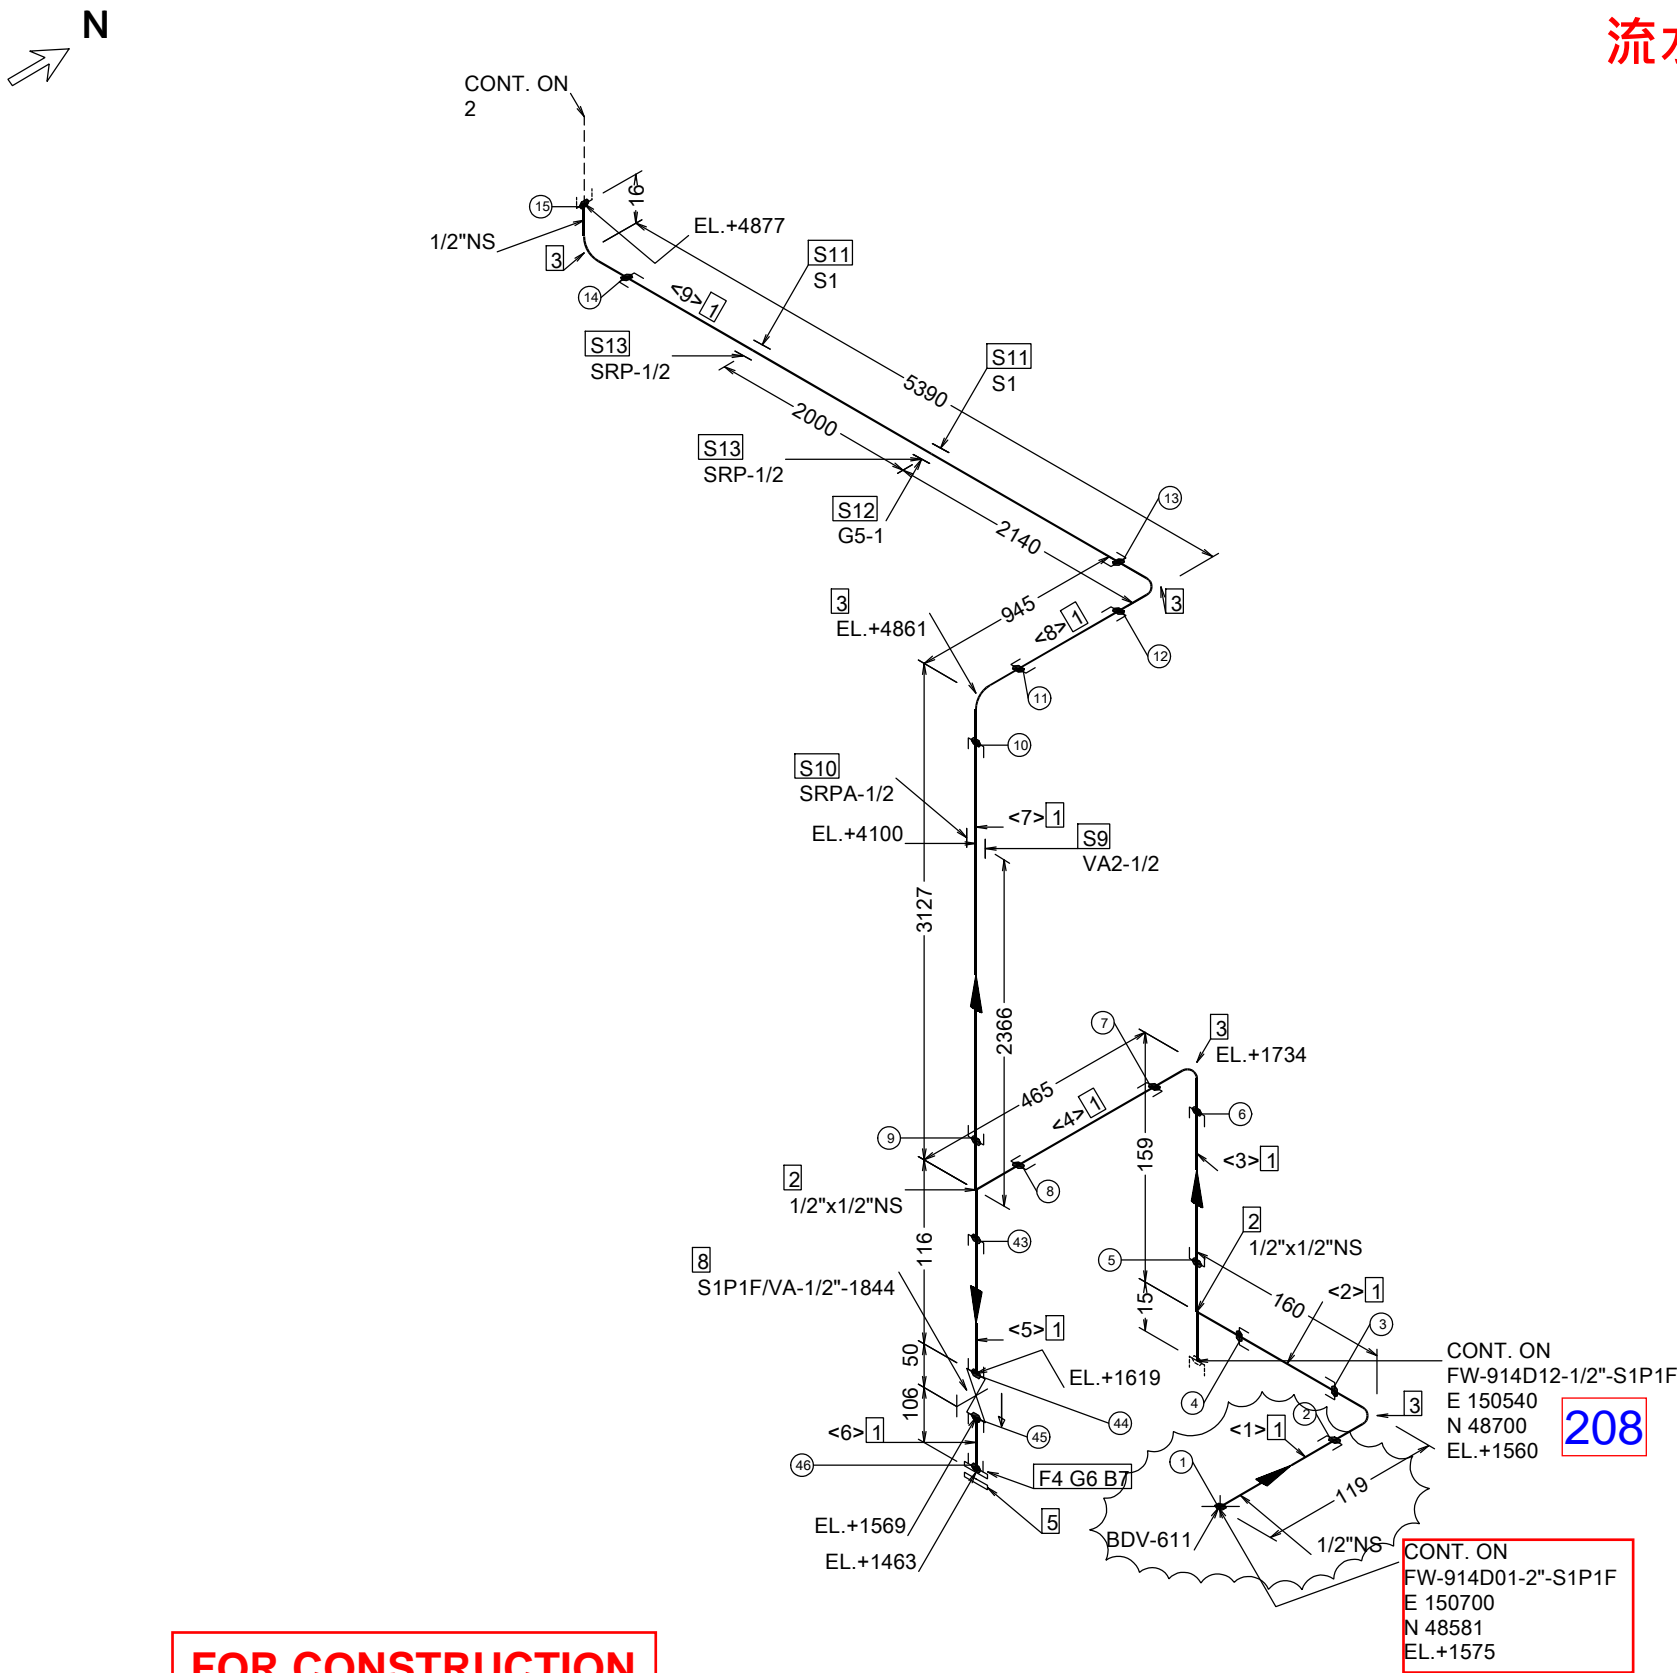 N
流
CONT. ON
2
15
16
EL.+4877
1/2"NS
3
S11
S1
14
<9> 1
S13
SRP-1/2
S11
S1
5390
2000
S13
SRP-1/2
S12
G5-1
13
2140
3
EL.+4861
945
<8> 1
3
12
11
10
S10
SRPA-1/2
EL.+4100
<7> 1
S9
VA2-1/2
3127
2366
7
3
EL.+1734
465
<4> 1
6
9
159
<3> 1
2
1/2"x1/2"NS
8
2
1/2"x1/2"NS
43
116
5
8
S1P1F/VA-1/2"-1844
160
<2> 1
15
<5> 1
3
50
EL.+1619
CONT. ON
FW-914D12-1/2"-S1P1F
E 150540
N 48700
EL.+1560
208
4
3
106
44
2
<6> 1
45
<1> 1
46
1
F4 G6 B7
119
5
EL.+1569
BDV-611
1/2"NS
EL.+1463
CONT. ON
FW-914D01-2"-S1P1F
E 150700
N 48581
EL.+1575
FOR CONSTRUCTION